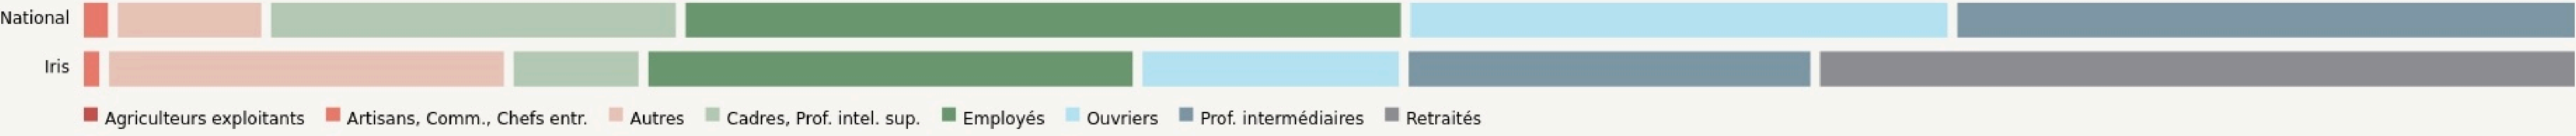 National
Iris
Agriculteurs exploitants Artisans, Comm., Chefs entr. Autres Cadres, Prof. intel. sup. Employés Ouvriers Prof. intermédiaires Retraités